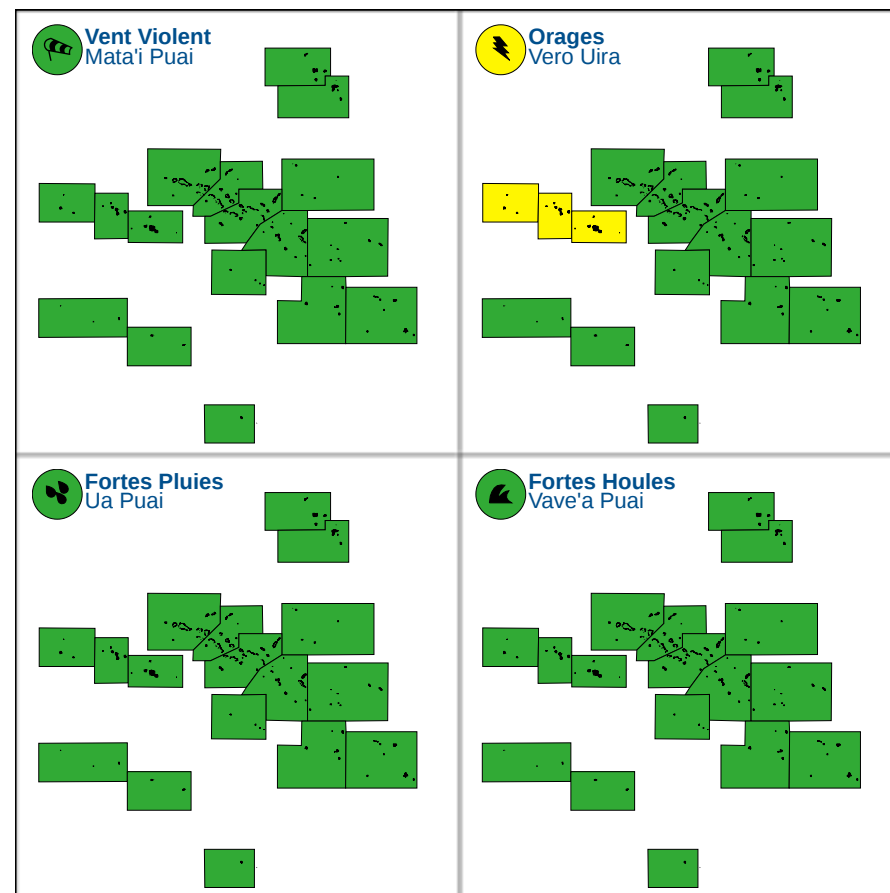 Vent Violent
Mata'i Puai
Orages
Vero Uira
Fortes Pluies
Ua Puai
Fortes Houles
Vave'a Puai